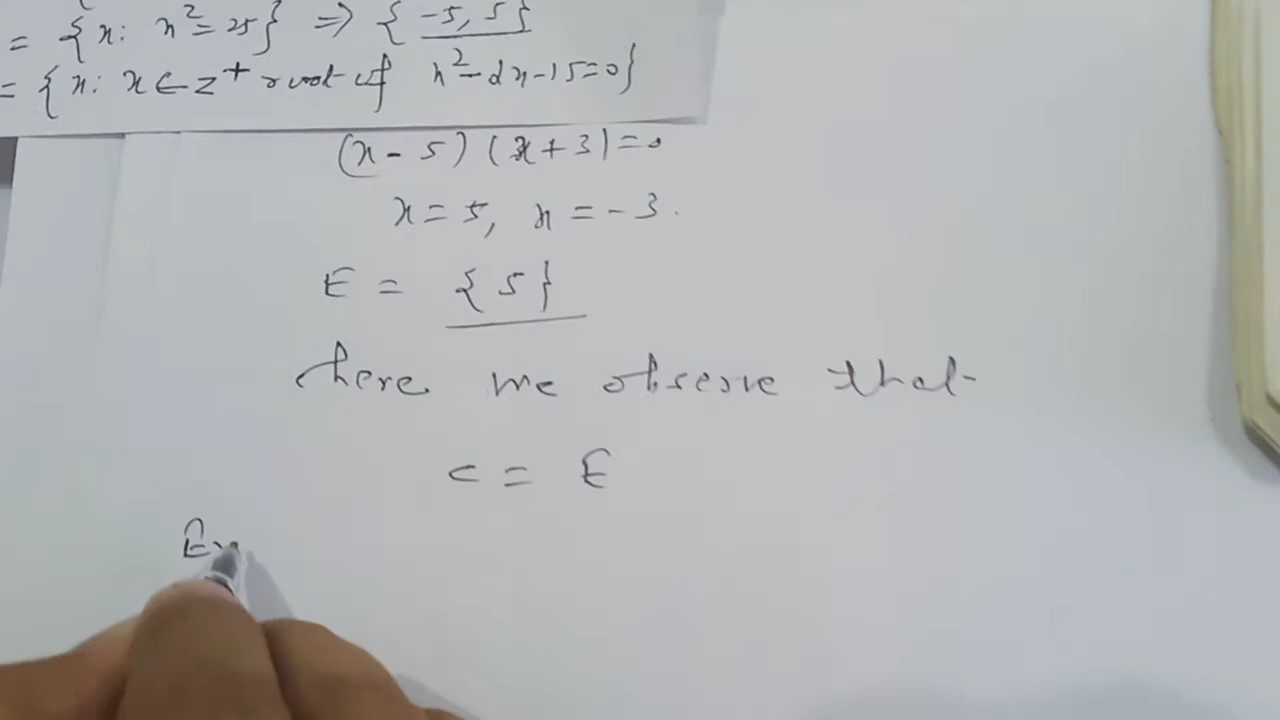 = {x: x² = 25} ⇒ {-5, 5}
= {x: x ∈ Z⁺ root of x² - 2x - 15 = 0}
(x - 5) (x + 3) = 0
x = 5, x = - 3.
E = {5}
here we observe that
C = E
Ex